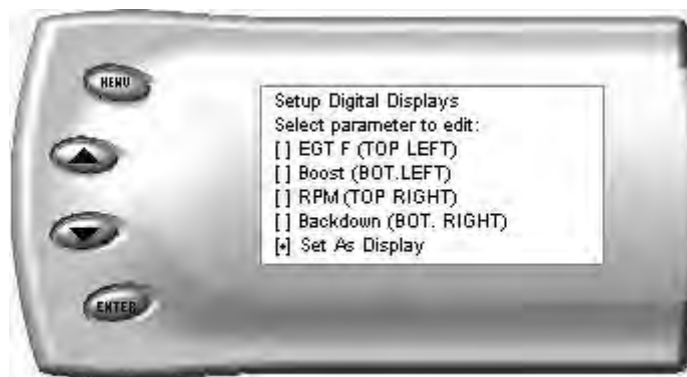 MENU
Setup Digital Displays
Select parameter to edit:
[ ] EGT F (TOP LEFT)
[ ] Boost (BOT.LEFT)
[ ] RPM (TOP RIGHT)
[ ] Backdown (BOT. RIGHT)
[•] Set As Display
ENTER